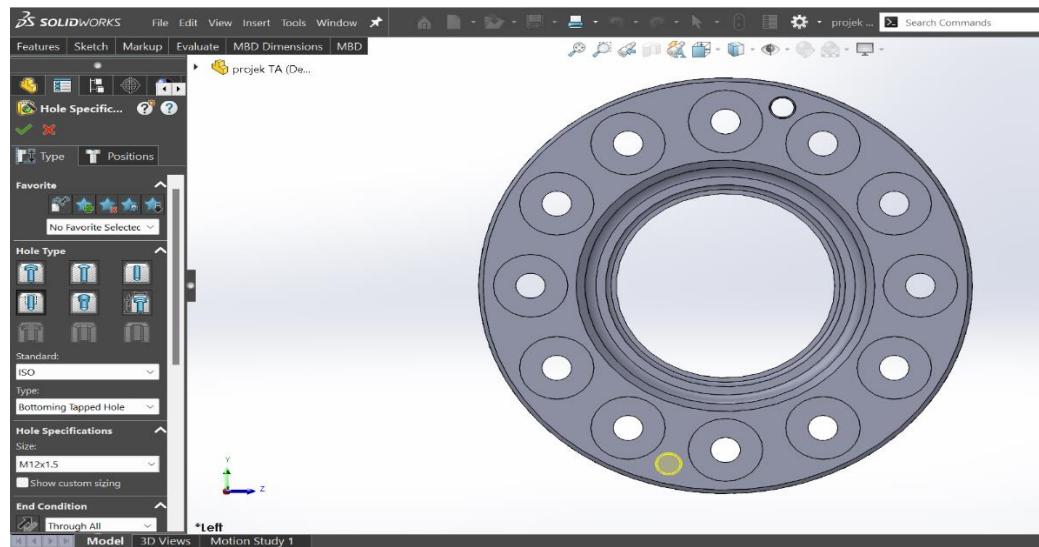 SOLIDWORKS File Edit View Insert Tools Window projek ... Search Commands
Features Sketch Markup Evaluate MBD Dimensions MBD
projek TA (De...
Hole Specific...
Type Positions
Favorite
No Favorite Selectec
Hole Type
Standard:
ISO
Type:
Bottoming Tapped Hole
Hole Specifications
Size:
M12x1.5
Show custom sizing
End Condition
Through All
Y
Z
*Left
Model 3D Views Motion Study 1